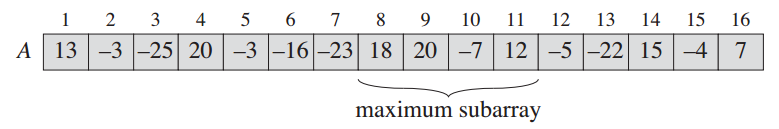 1 2 3 4 5 6 7 8 9 10 11 12 13 14 15 16
A 13 –3 –25 20 –3 –16 –23 18 20 –7 12 –5 –22 15 –4 7
maximum subarray